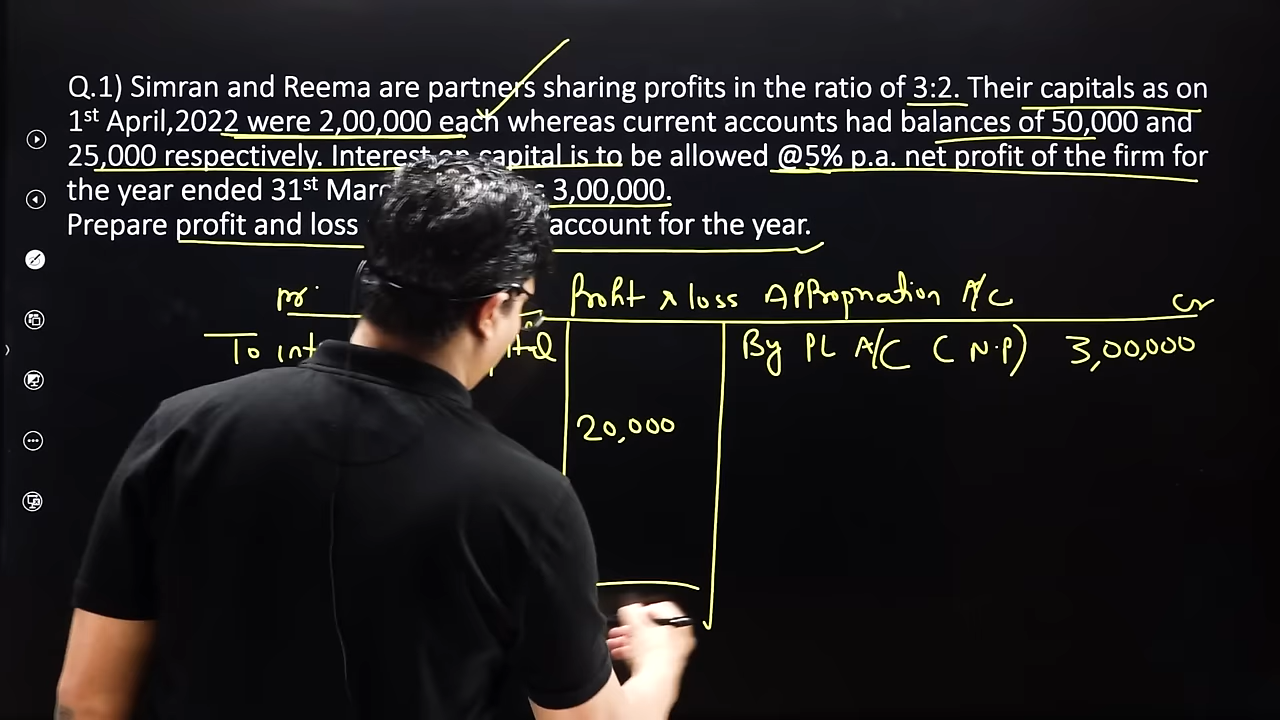 Q.1) Simran and Reema are partners sharing profits in the ratio of 3:2. Their capitals as on
1st April,2022 were 2,00,000 each whereas current accounts had balances of 50,000 and
25,000 respectively. Interest on capital is to be allowed @5% p.a. net profit of the firm for
the year ended 31st Mar 3,00,000.
Prepare profit and loss account for the year.
Profit & loss Appropriation A/C Cr
To int By PL A/C (N.P) 3,00,000
20,000